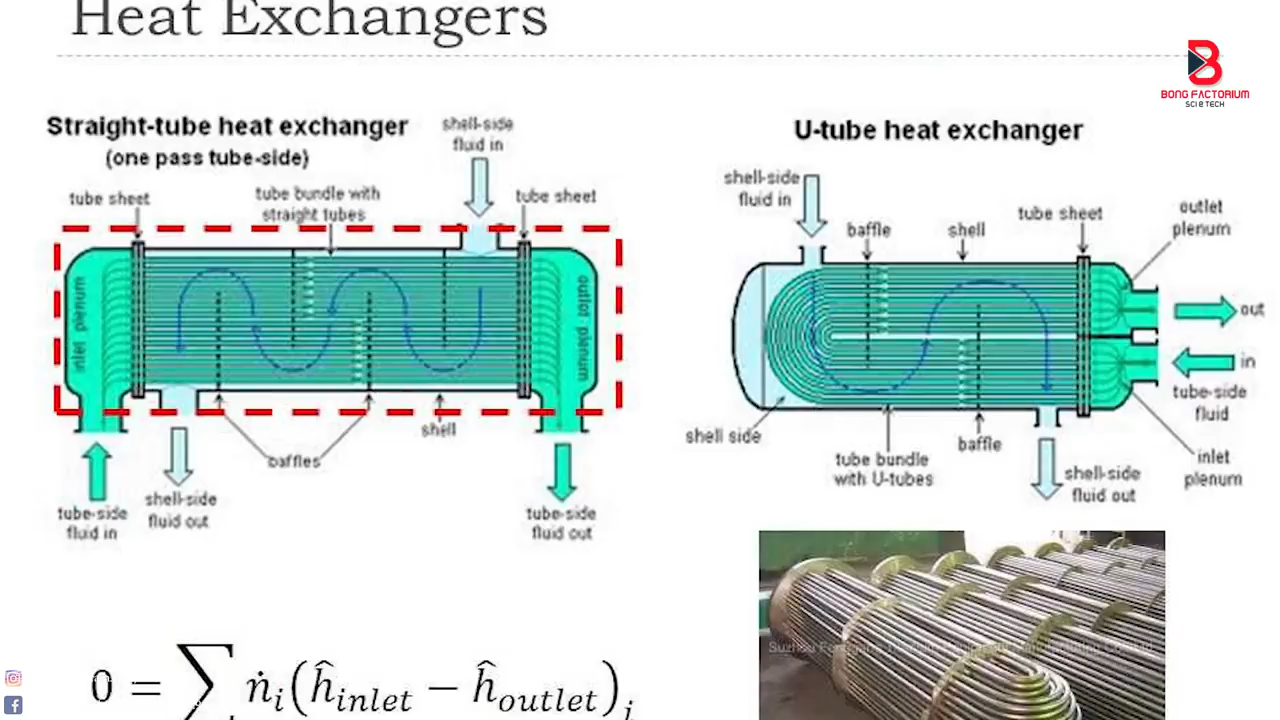 Heat Exchangers
BONG FACTORIUM
SCI & TECH
Straight-tube heat exchanger
(one pass tube-side)
shell-side
fluid in
tube sheet
tube bundle with
straight tubes
tube sheet
inlet plenum
outlet plenum
baffles
shell
tube-side
fluid in
shell-side
fluid out
tube-side
fluid out
U-tube heat exchanger
shell-side
fluid in
baffle
shell
tube sheet
outlet
plenum
out
in
tube-side
fluid
shell side
tube bundle
with U-tubes
baffle
shell-side
fluid out
inlet
plenum
0 = ∑ ṅᵢ(ĥ_inlet − ĥ_outlet)ᵢ